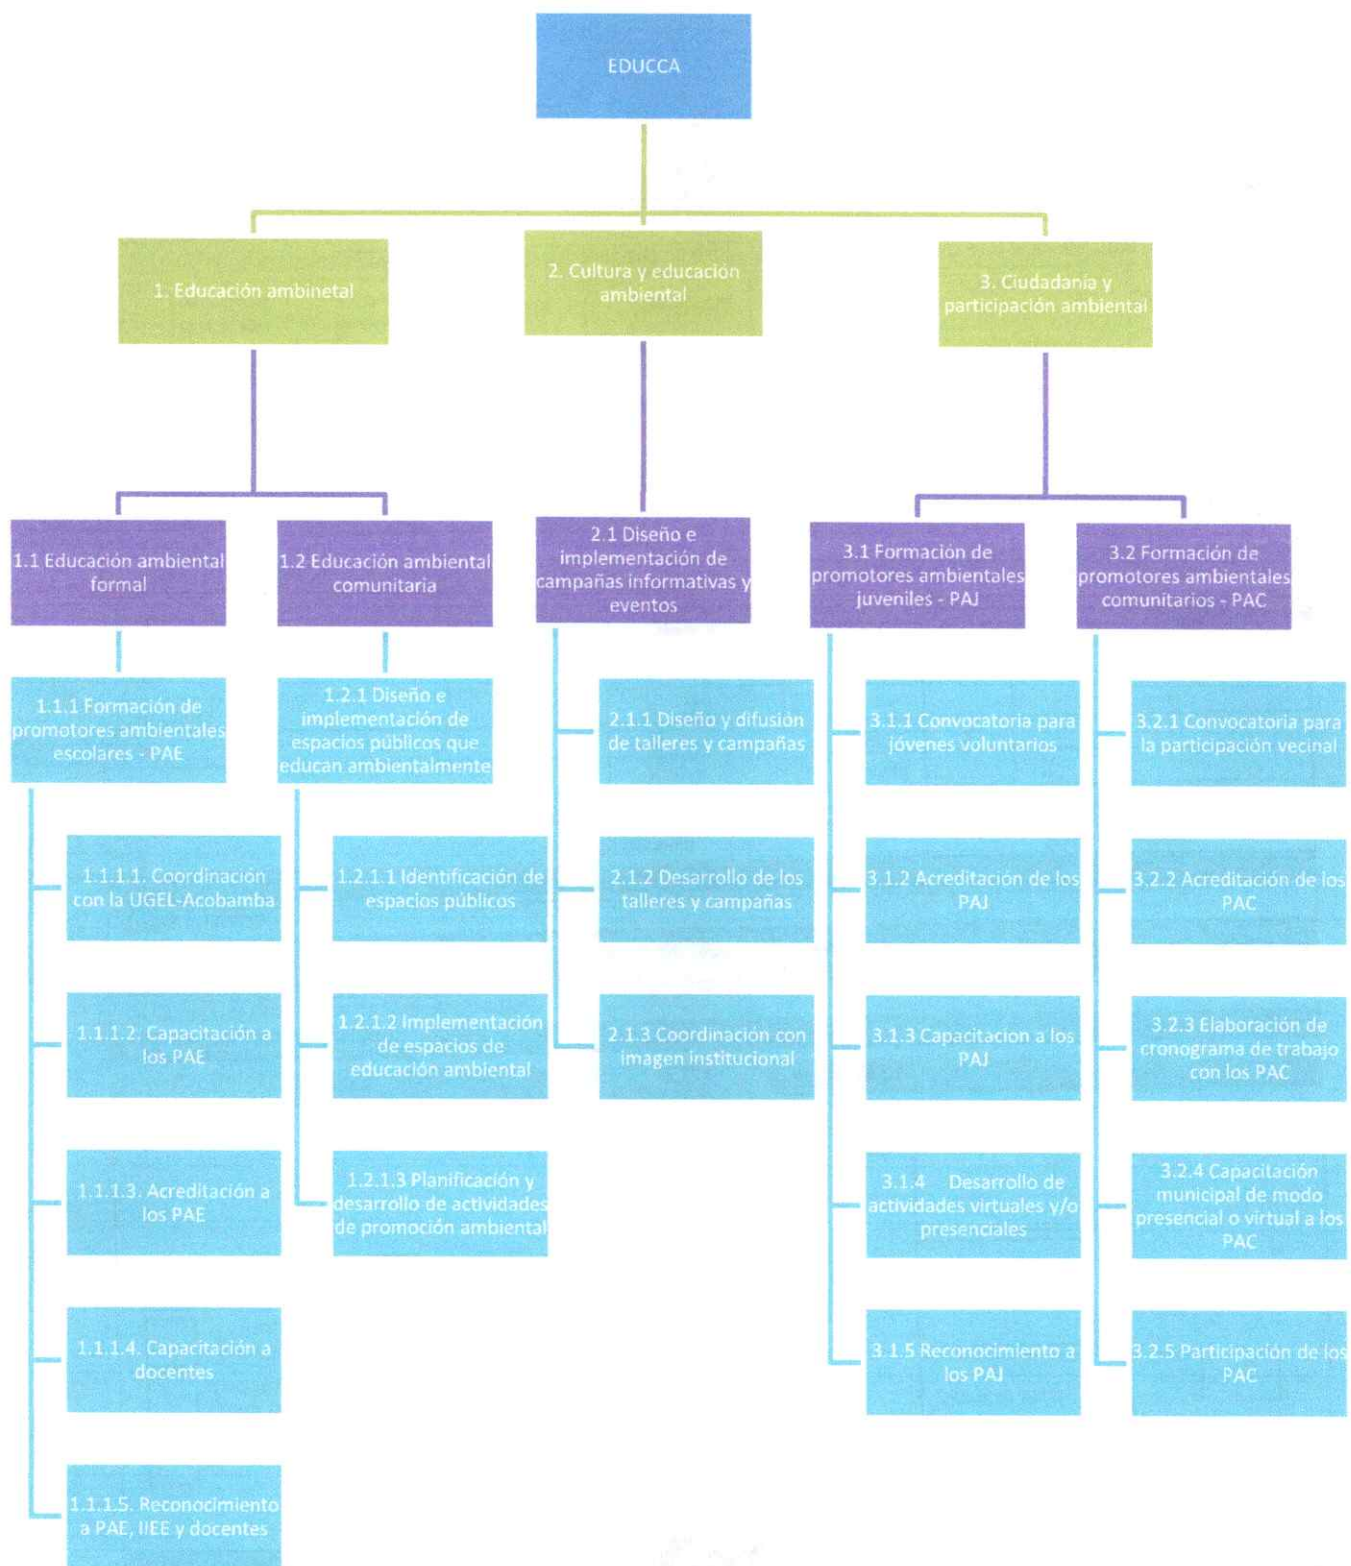 EDUCCA
1. Educación ambinetal
2. Cultura y educación
ambiental
3. Ciudadanía y
participación ambiental
1.1 Educación ambiental
formal
1.2 Educación ambiental
comunitaria
2.1 Diseño e
implementación de
campañas informativas y
eventos
3.1 Formación de
promotores ambientales
juveniles - PAJ
3.2 Formación de
promotores ambientales
comunitarios - PAC
1.1.1 Formación de
promotores ambientales
escolares - PAE
1.2.1 Diseño e
implementación de
espacios públicos que
educan ambientalmente
2.1.1 Diseño y difusión
de talleres y campañas
3.1.1 Convocatoria para
jóvenes voluntarios
3.2.1 Convocatoria para
la participación vecinal
1.1.1.1. Coordinación
con la UGEL-Acobamba
1.2.1.1 Identificación de
espacios públicos
2.1.2 Desarrollo de los
talleres y campañas
3.1.2 Acreditación de los
PAJ
3.2.2 Acreditación de los
PAC
1.1.1.2. Capacitación a
los PAE
1.2.1.2 Implementación
de espacios de
educación ambiental
2.1.3 Coordinación con
imagen institucional
3.1.3 Capacitacion a los
PAJ
3.2.3 Elaboración de
cronograma de trabajo
con los PAC
1.1.1.3. Acreditación a
los PAE
1.2.1.3 Planificación y
desarrollo de actividades
de promoción ambiental
3.1.4 Desarrollo de
actividades virtuales y/o
presenciales
3.2.4 Capacitación
municipal de modo
presencial o virtual a los
PAC
1.1.1.4. Capacitación a
docentes
3.1.5 Reconocimiento a
los PAJ
3.2.5 Participación de los
PAC
1.1.1.5. Reconocimiento
a PAE, IIEE y docentes